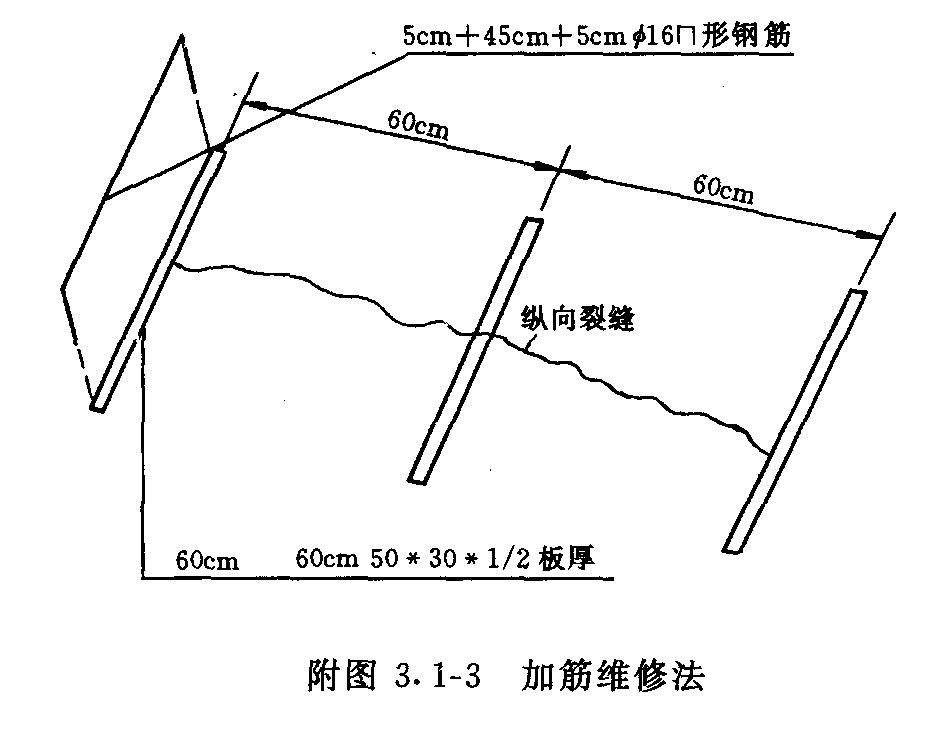 5cm+45cm+5cm ϕ16⊓形钢筋
60cm
60cm
纵向裂缝
60cm 60cm 50*30*1/2板厚
附图 3.1-3 加筋维修法